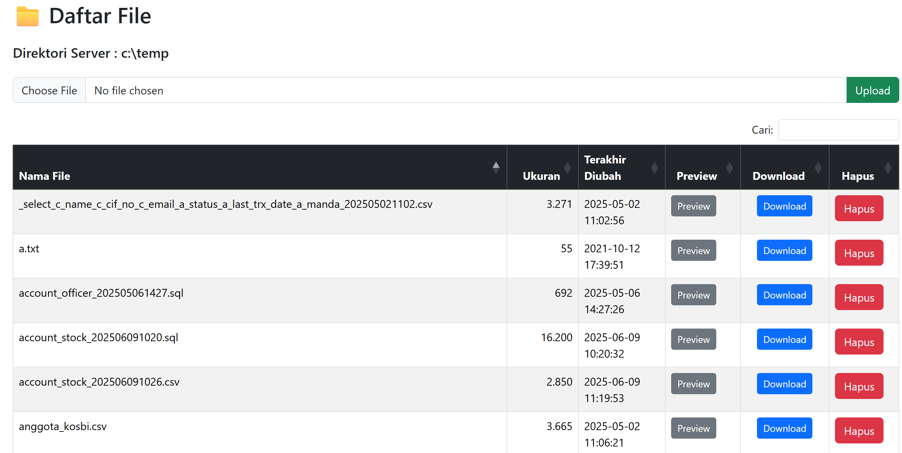 Daftar File
Direktori Server : c:\temp
Choose File No file chosen Upload
Cari:
Nama File Ukuran Terakhir Diubah Preview Download Hapus
_select_c_name_c_cif_no_c_email_a_status_a_last_trx_date_a_manda_202505021102.csv 3.271 2025-05-02 11:02:56 Preview Download Hapus
a.txt 55 2021-10-12 17:39:51 Preview Download Hapus
account_officer_202505061427.sql 692 2025-05-06 14:27:26 Preview Download Hapus
account_stock_202506091020.sql 16.200 2025-06-09 10:20:32 Preview Download Hapus
account_stock_202506091026.csv 2.850 2025-06-09 11:19:53 Preview Download Hapus
anggota_kosbi.csv 3.665 2025-05-02 11:06:21 Preview Download Hapus